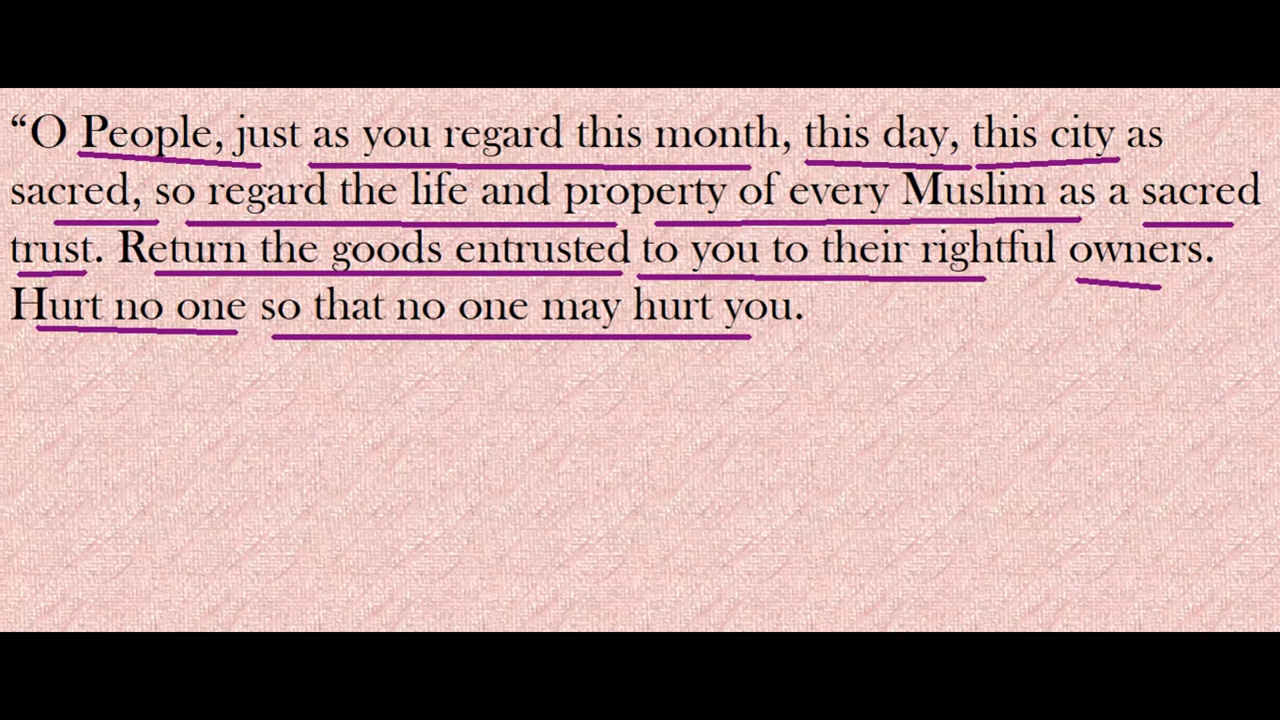 “O People, just as you regard this month, this day, this city as
sacred, so regard the life and property of every Muslim as a sacred
trust. Return the goods entrusted to you to their rightful owners.
Hurt no one so that no one may hurt you.